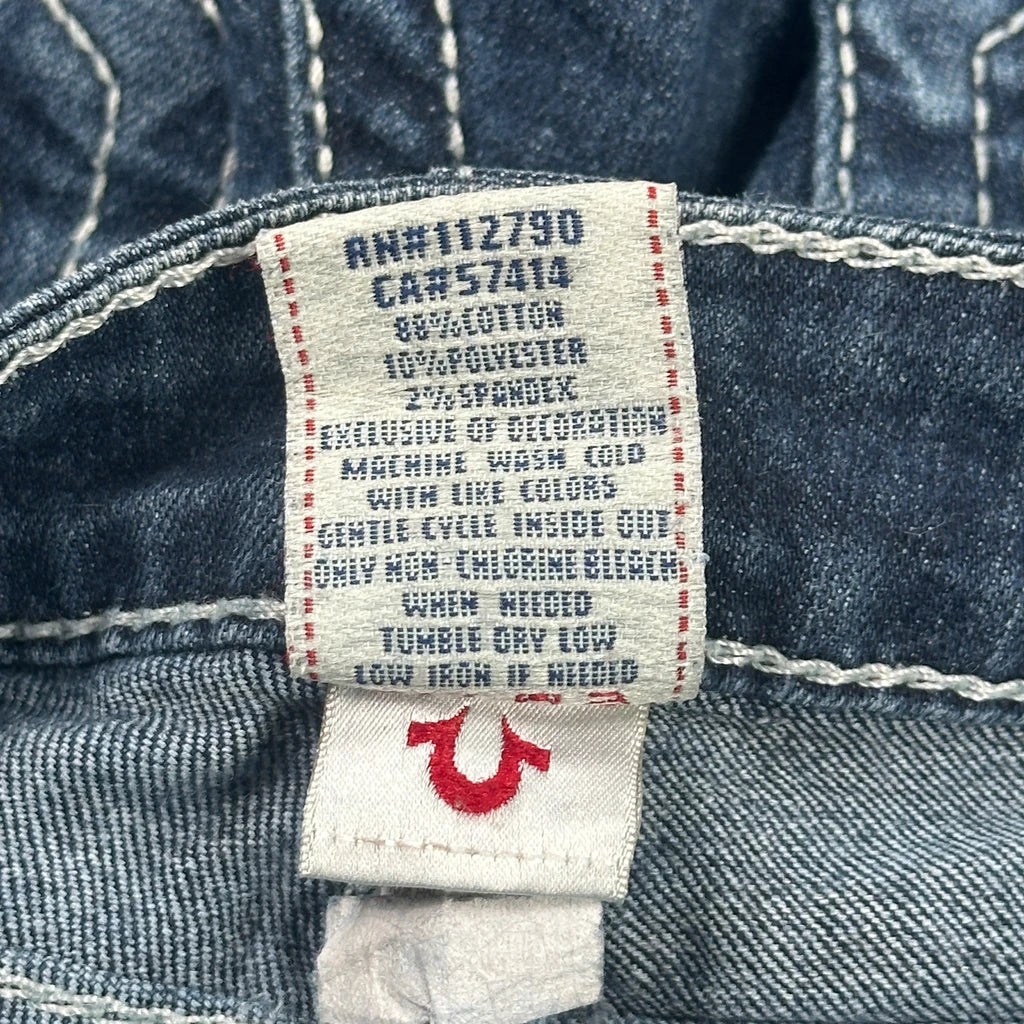 RN#112790
CA#57414
88%COTTON
10%POLYESTER
2%SPANDEX
EXCLUSIVE OF DECORATION
MACHINE WASH COLD
WITH LIKE COLORS
GENTLE CYCLE INSIDE OUT
ONLY NON-CHLORINE BLEACH
WHEN NEEDED
TUMBLE DRY LOW
LOW IRON IF NEEDED